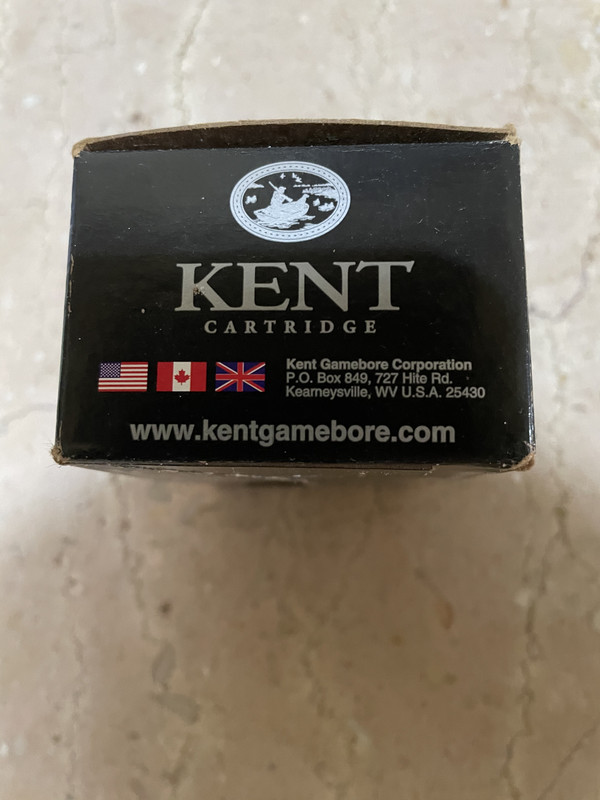 KENT
CARTRIDGE
Kent Gamebore Corporation
P.O. Box 849, 727 Hite Rd.
Kearneysville, WV U.S.A. 25430
www.kentgamebore.com